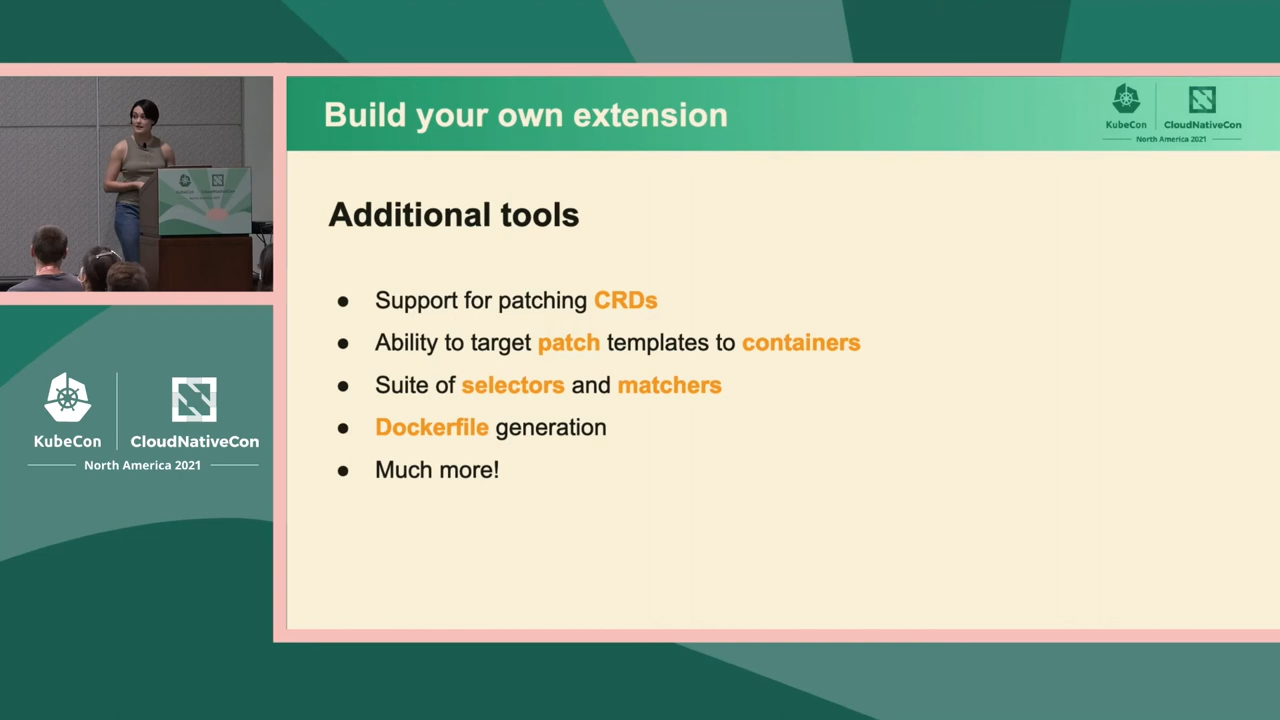 Build your own extension
KubeCon
CloudNativeCon
North America 2021
Additional tools
● Support for patching CRDs
● Ability to target patch templates to containers
● Suite of selectors and matchers
● Dockerfile generation
● Much more!
KubeCon
CloudNativeCon
North America 2021